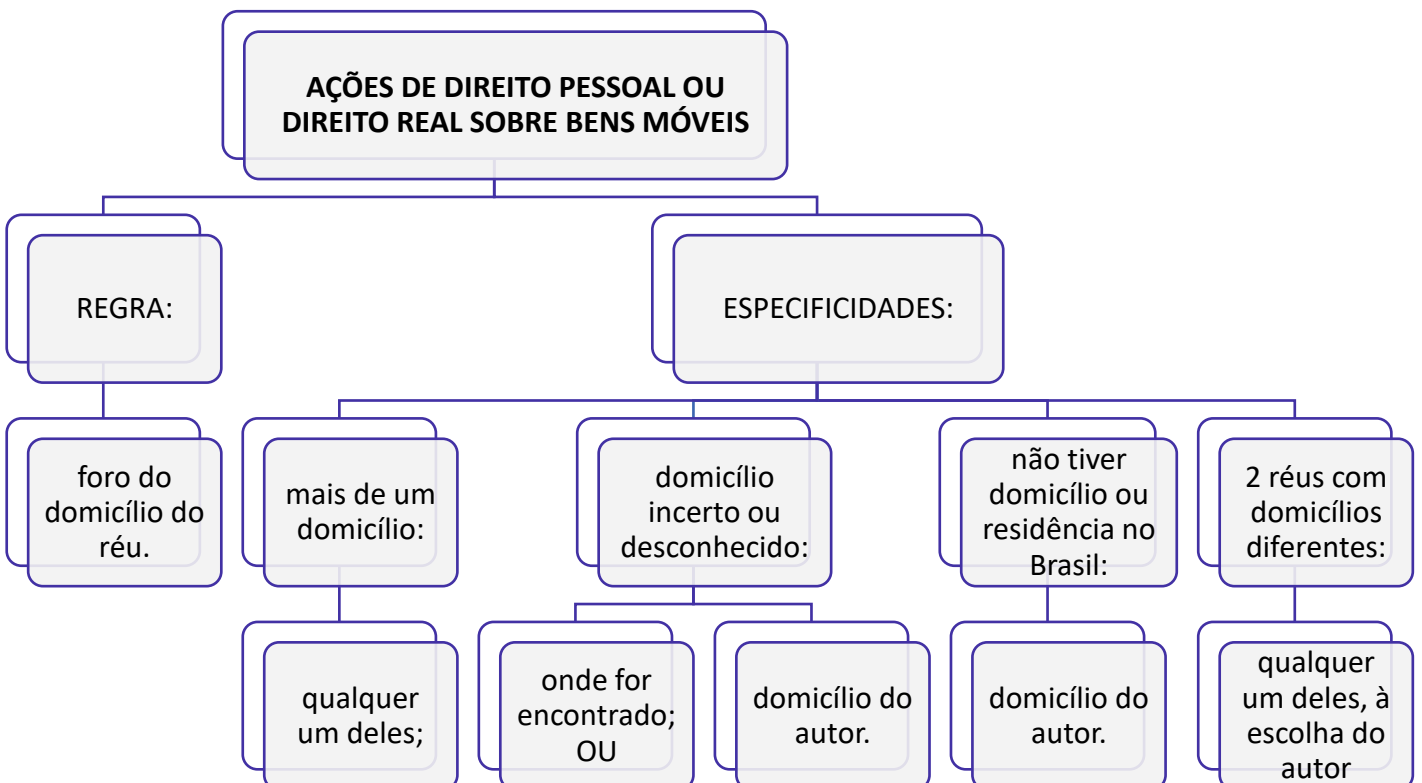 AÇÕES DE DIREITO PESSOAL OU
DIREITO REAL SOBRE BENS MÓVEIS
REGRA:
foro do
domicílio do
réu.
ESPECIFICIDADES:
mais de um
domicílio:
qualquer
um deles;
domicílio
incerto ou
desconhecido:
onde for
encontrado;
OU
domicílio do
autor.
não tiver
domicílio ou
residência no
Brasil:
domicílio do
autor.
2 réus com
domicílios
diferentes:
qualquer
um deles, à
escolha do
autor